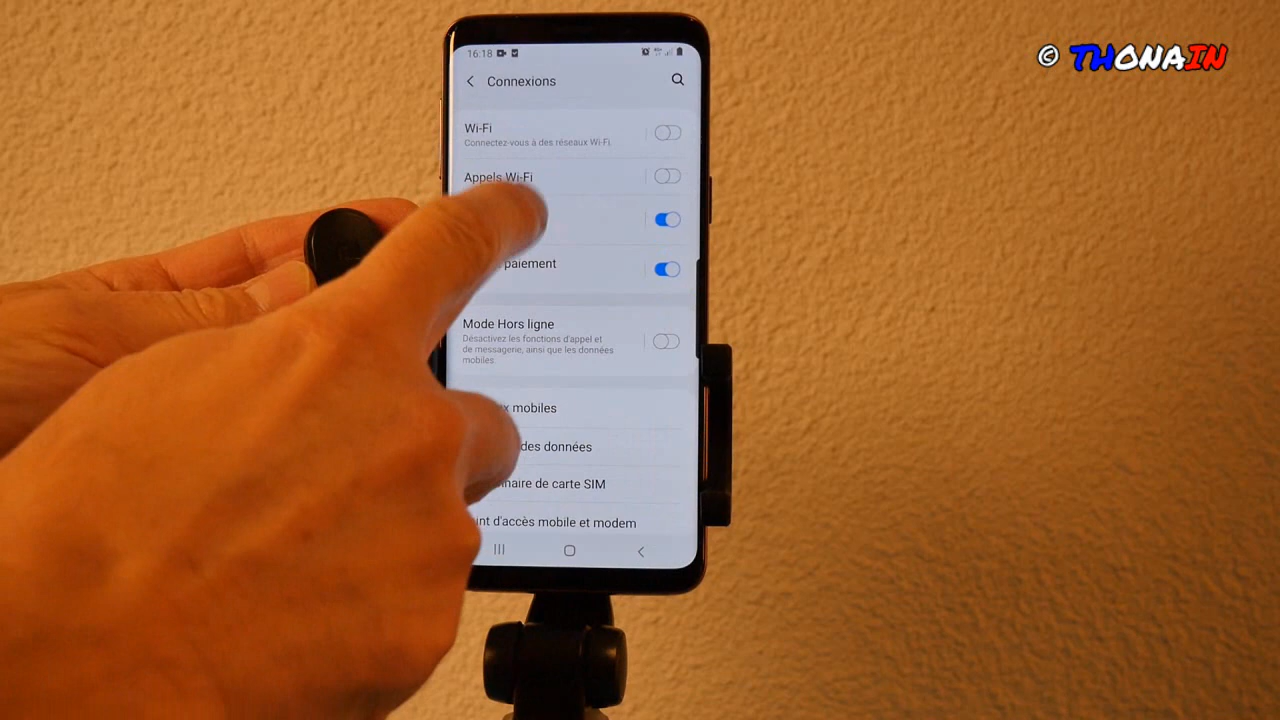 © THONAIN
16:18
Connexions
Wi-Fi
Connectez-vous à des réseaux Wi-Fi.
Appels Wi-Fi
paiement
Mode Hors ligne
Désactivez les fonctions d'appel et
de messagerie, ainsi que les données
mobiles.
x mobiles
des données
naire de carte SIM
int d'accès mobile et modem